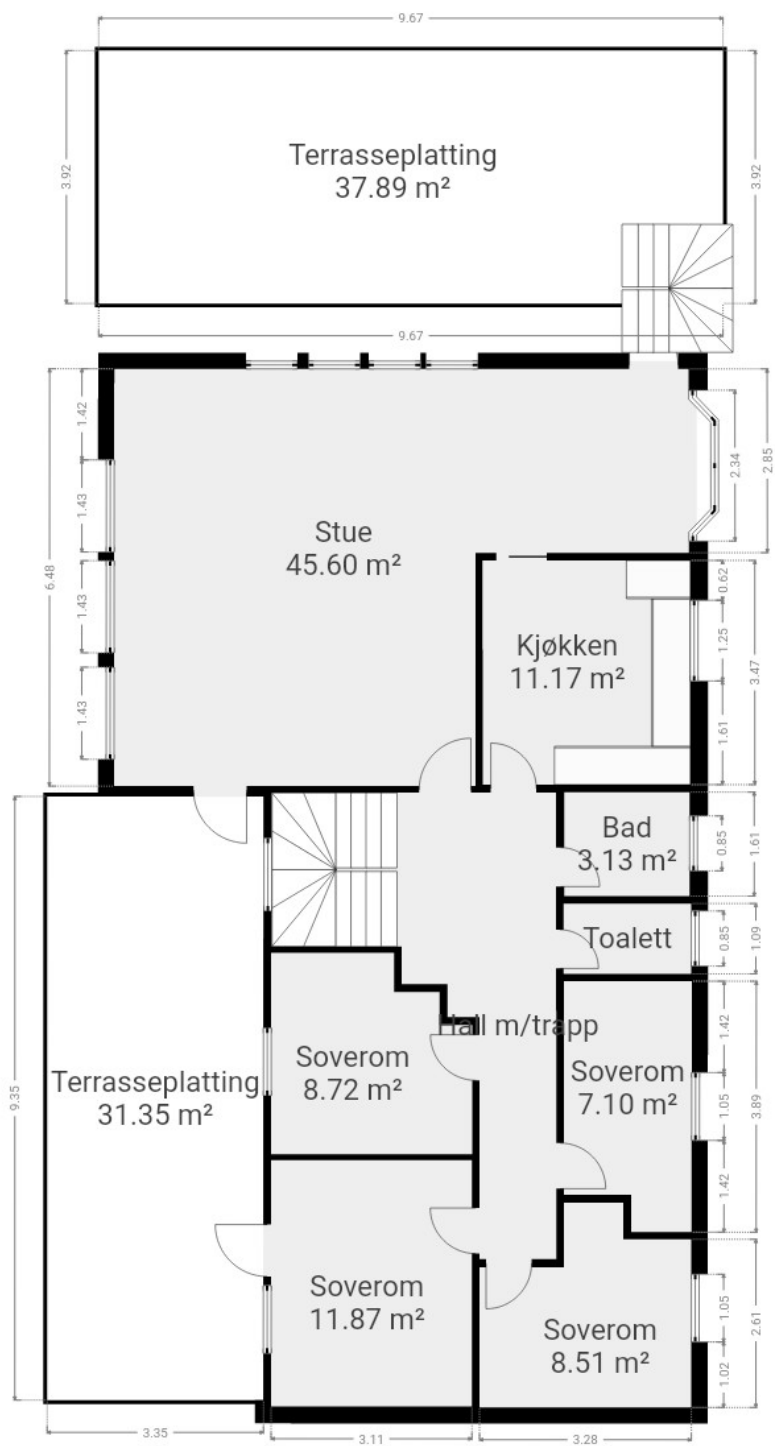 9.67
3.92
Terrasseplatting
37.89 m²
3.92
9.67
1.42
1.43
6.48
1.43
1.43
Stue
45.60 m²
2.34
2.85
Kjøkken
11.17 m²
0.62
1.25
3.47
1.61
Bad
3.13 m²
0.85
1.61
Toalett
0.85
1.09
Hall m/trapp
Soverom
8.72 m²
Soverom
7.10 m²
1.42
1.05
3.89
1.42
Terrasseplatting
31.35 m²
9.35
Soverom
11.87 m²
Soverom
8.51 m²
1.05
2.61
1.02
3.35
3.11
3.28